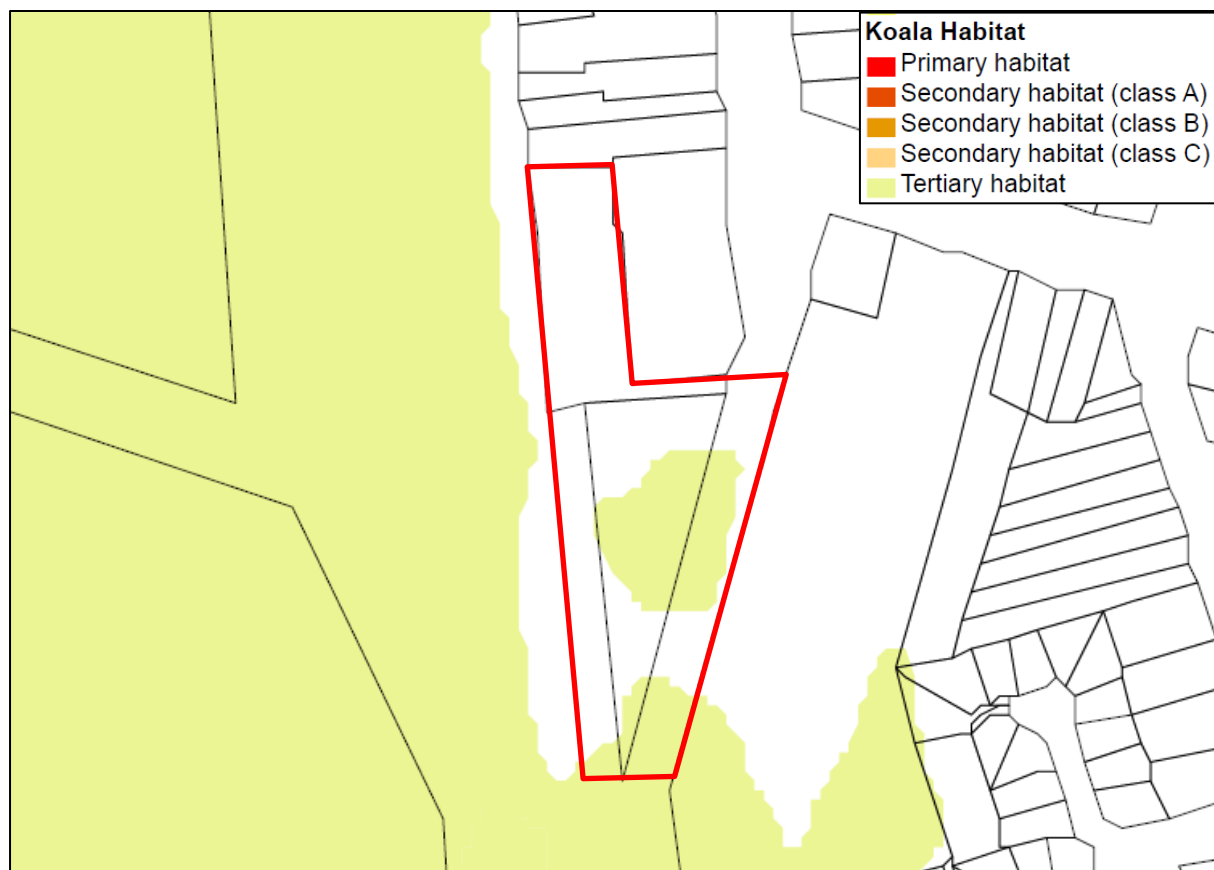 Koala Habitat
Primary habitat
Secondary habitat (class A)
Secondary habitat (class B)
Secondary habitat (class C)
Tertiary habitat